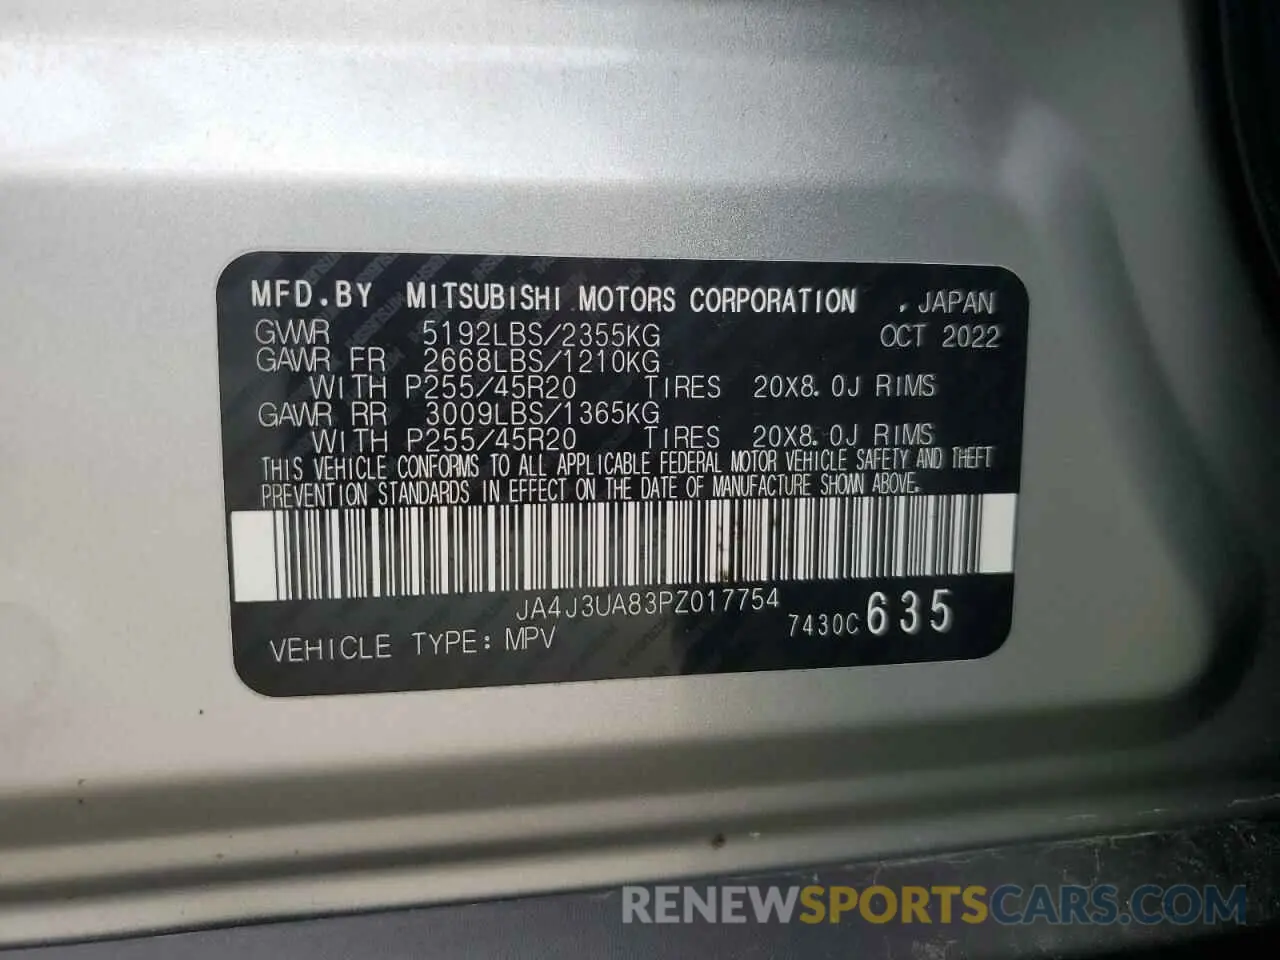 MFD.BY MITSUBISHI MOTORS CORPORATION , JAPAN
GVWR 5192LBS/2355KG OCT 2022
GAWR FR 2668LBS/1210KG
WITH P255/45R20 TIRES 20X8.0J RIMS
GAWR RR 3009LBS/1365KG
WITH P255/45R20 TIRES 20X8.0J RIMS
THIS VEHICLE CONFORMS TO ALL APPLICABLE FEDERAL MOTOR VEHICLE SAFETY AND THEFT
PREVENTION STANDARDS IN EFFECT ON THE DATE OF MANUFACTURE SHOWN ABOVE.
JA4J3UA83PZ017754
VEHICLE TYPE: MPV 7430C 635
RENEWSPORTSCARS.COM